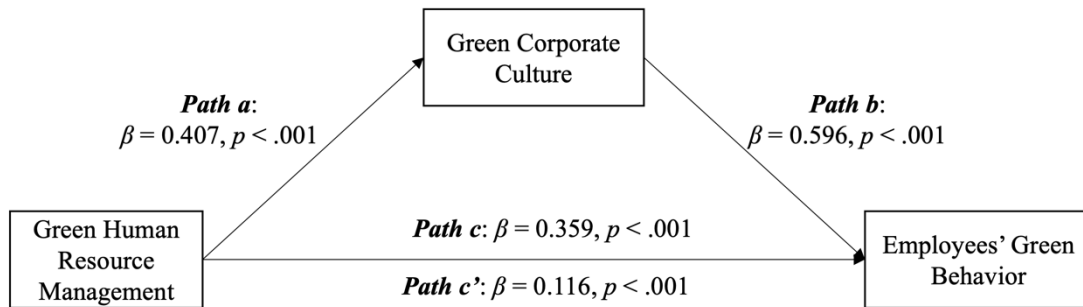 Green Corporate
Culture
Path a:
β = 0.407, p < .001
Path b:
β = 0.596, p < .001
Green Human
Resource
Management
Path c: β = 0.359, p < .001
Path c’: β = 0.116, p < .001
Employees’ Green
Behavior